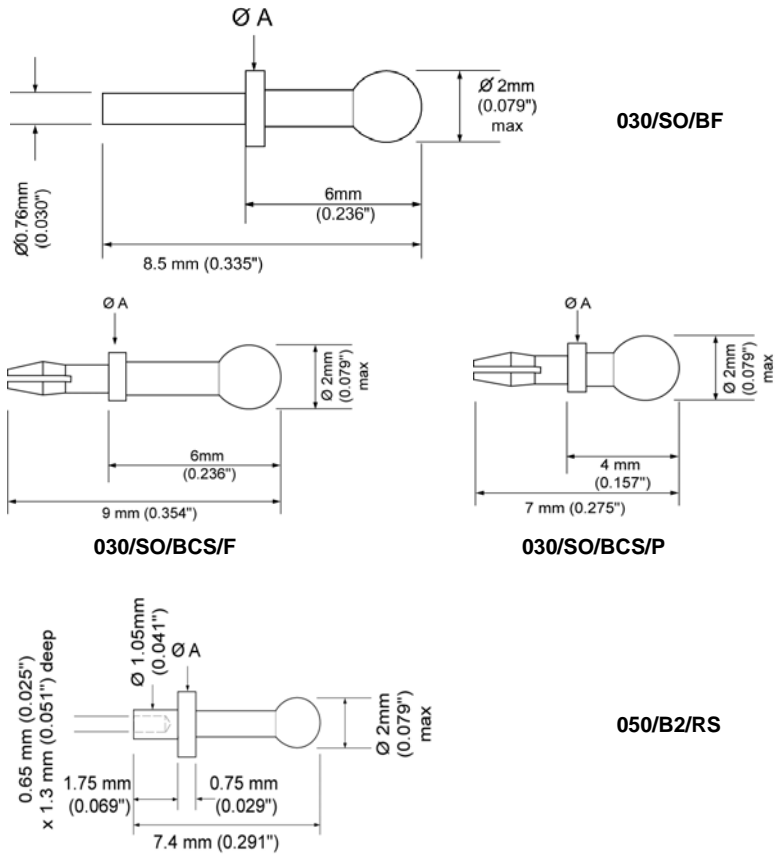 Ø A
Ø 2mm
(0.079")
max
030/SO/BF
Ø0.76mm
(0.030")
6mm
(0.236")
8.5 mm (0.335")
Ø A
Ø 2mm
(0.079")
max
6mm
(0.236")
9 mm (0.354")
030/SO/BCS/F
Ø A
Ø 2mm
(0.079")
max
4 mm
(0.157")
7 mm (0.275")
030/SO/BCS/P
0.65 mm (0.025")
x 1.3 mm (0.051") deep
Ø 1.05mm
(0.041")
Ø A
Ø 2mm
(0.079")
max
050/B2/RS
1.75 mm
(0.069")
0.75 mm
(0.029")
7.4 mm (0.291")